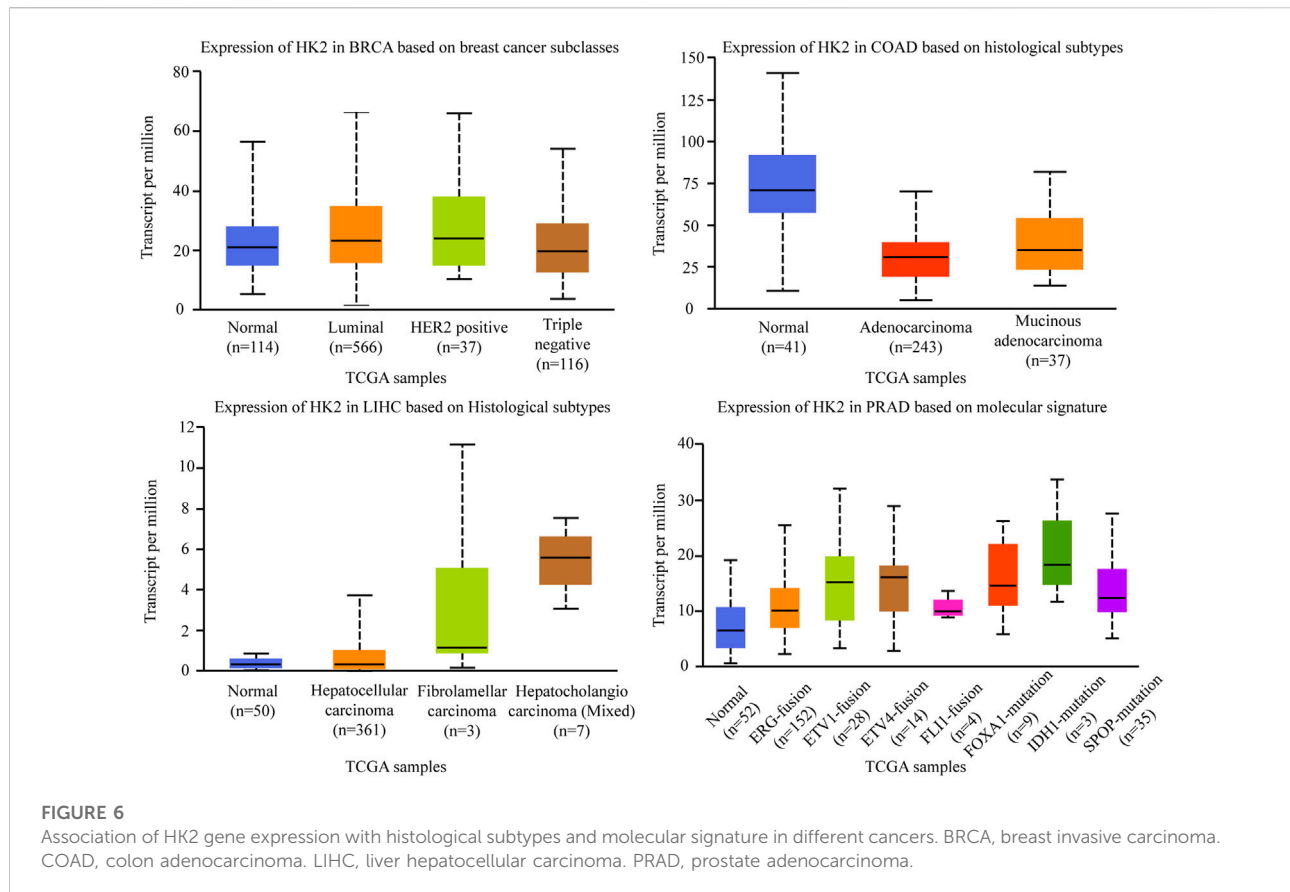 Expression of HK2 in BRCA based on breast cancer subclasses
Transcript per million
80
60
40
20
0
Normal
(n=114)
Luminal
(n=566)
HER2 positive
(n=37)
Triple
negative
(n=116)
TCGA samples
Expression of HK2 in COAD based on histological subtypes
Transcript per million
150
125
100
75
50
25
0
Normal
(n=41)
Adenocarcinoma
(n=243)
Mucinous
adenocarcinoma
(n=37)
TCGA samples
Expression of HK2 in LIHC based on Histological subtypes
Transcript per million
12
10
8
6
4
2
0
Normal
(n=50)
Hepatocellular
carcinoma
(n=361)
Fibrolamellar
carcinoma
(n=3)
Hepatocholangio
carcinoma (Mixed)
(n=7)
TCGA samples
Expression of HK2 in PRAD based on molecular signature
Transcript per million
40
30
20
10
0
Normal
(n=52)
ERG-fusion
(n=152)
ETV1-fusion
(n=28)
ETV4-fusion
(n=14)
FLI1-fusion
(n=4)
FOXA1-mutation
(n=9)
IDH1-mutation
(n=3)
SPOP-mutation
(n=35)
TCGA samples
FIGURE 6
Association of HK2 gene expression with histological subtypes and molecular signature in different cancers. BRCA, breast invasive carcinoma.
COAD, colon adenocarcinoma. LIHC, liver hepatocellular carcinoma. PRAD, prostate adenocarcinoma.